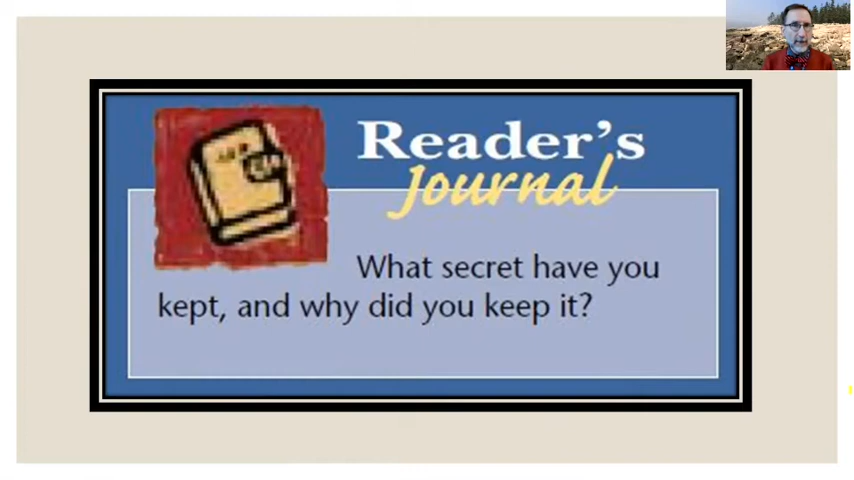 Reader's
Journal
What secret have you
kept, and why did you keep it?